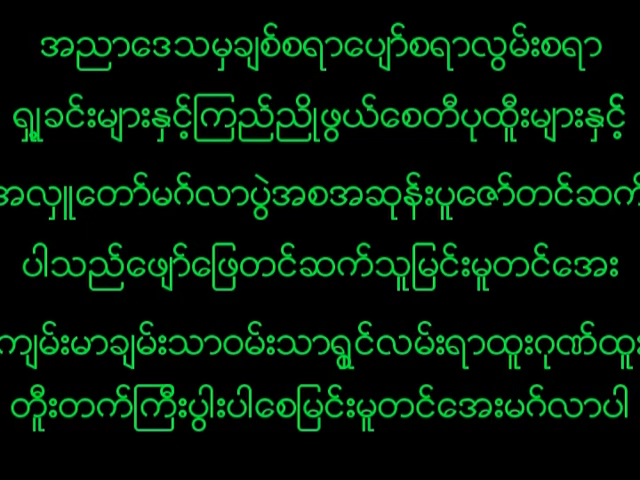 အညာဒေသမှချစ်စရာပျော်စရာလွမ်းစရာ
ရှုခင်းများနှင့်ကြည်ညိုဖွယ်စေတီပုထိူးများနှင့်
အလှူတော်မင်္ဂလာပွဲအစအဆုန်းပူဇော်တင်ဆက်
ပါသည်ဖျော်ဖြေတင်ဆက်သူမြင်းမူတင်အေး
ကျမ်းမာချမ်းသာဝမ်းသာရွှင်လမ်းရာထူးဂုဏ်ထူး
တိူးတက်ကြီးပွါးပါစေမြင်းမူတင်အေးမင်္ဂလာပါ